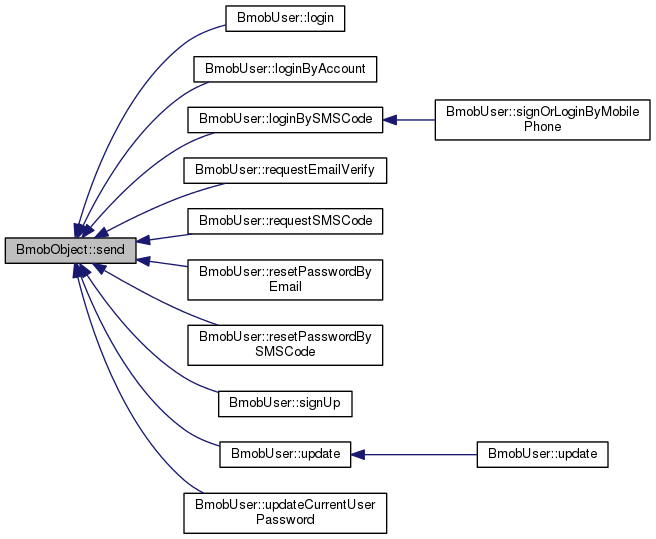 BmobUser::login
BmobUser::loginByAccount
BmobUser::loginBySMSCode
BmobUser::signOrLoginByMobile
Phone
BmobUser::requestEmailVerify
BmobUser::requestSMSCode
BmobObject::send
BmobUser::resetPasswordBy
Email
BmobUser::resetPasswordBy
SMSCode
BmobUser::signUp
BmobUser::update
BmobUser::update
BmobUser::updateCurrentUser
Password